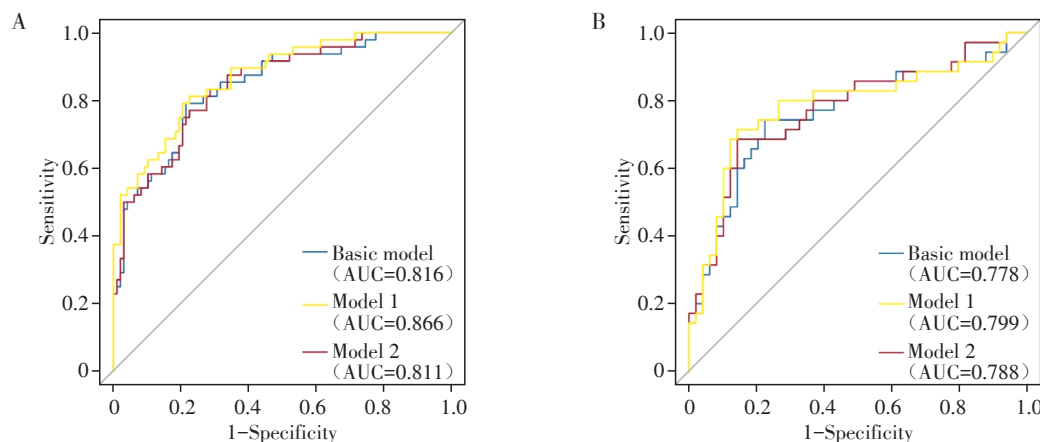 A
1.0
0.8
0.6
0.4
0.2
0
Sensitivity
Basic model
（AUC=0.816）
Model 1
（AUC=0.866）
Model 2
（AUC=0.811）
0 0.2 0.4 0.6 0.8 1.0
1−Specificity
B
1.0
0.8
0.6
0.4
0.2
0
Sensitivity
Basic model
（AUC=0.778）
Model 1
（AUC=0.799）
Model 2
（AUC=0.788）
0 0.2 0.4 0.6 0.8 1.0
1−Specificity